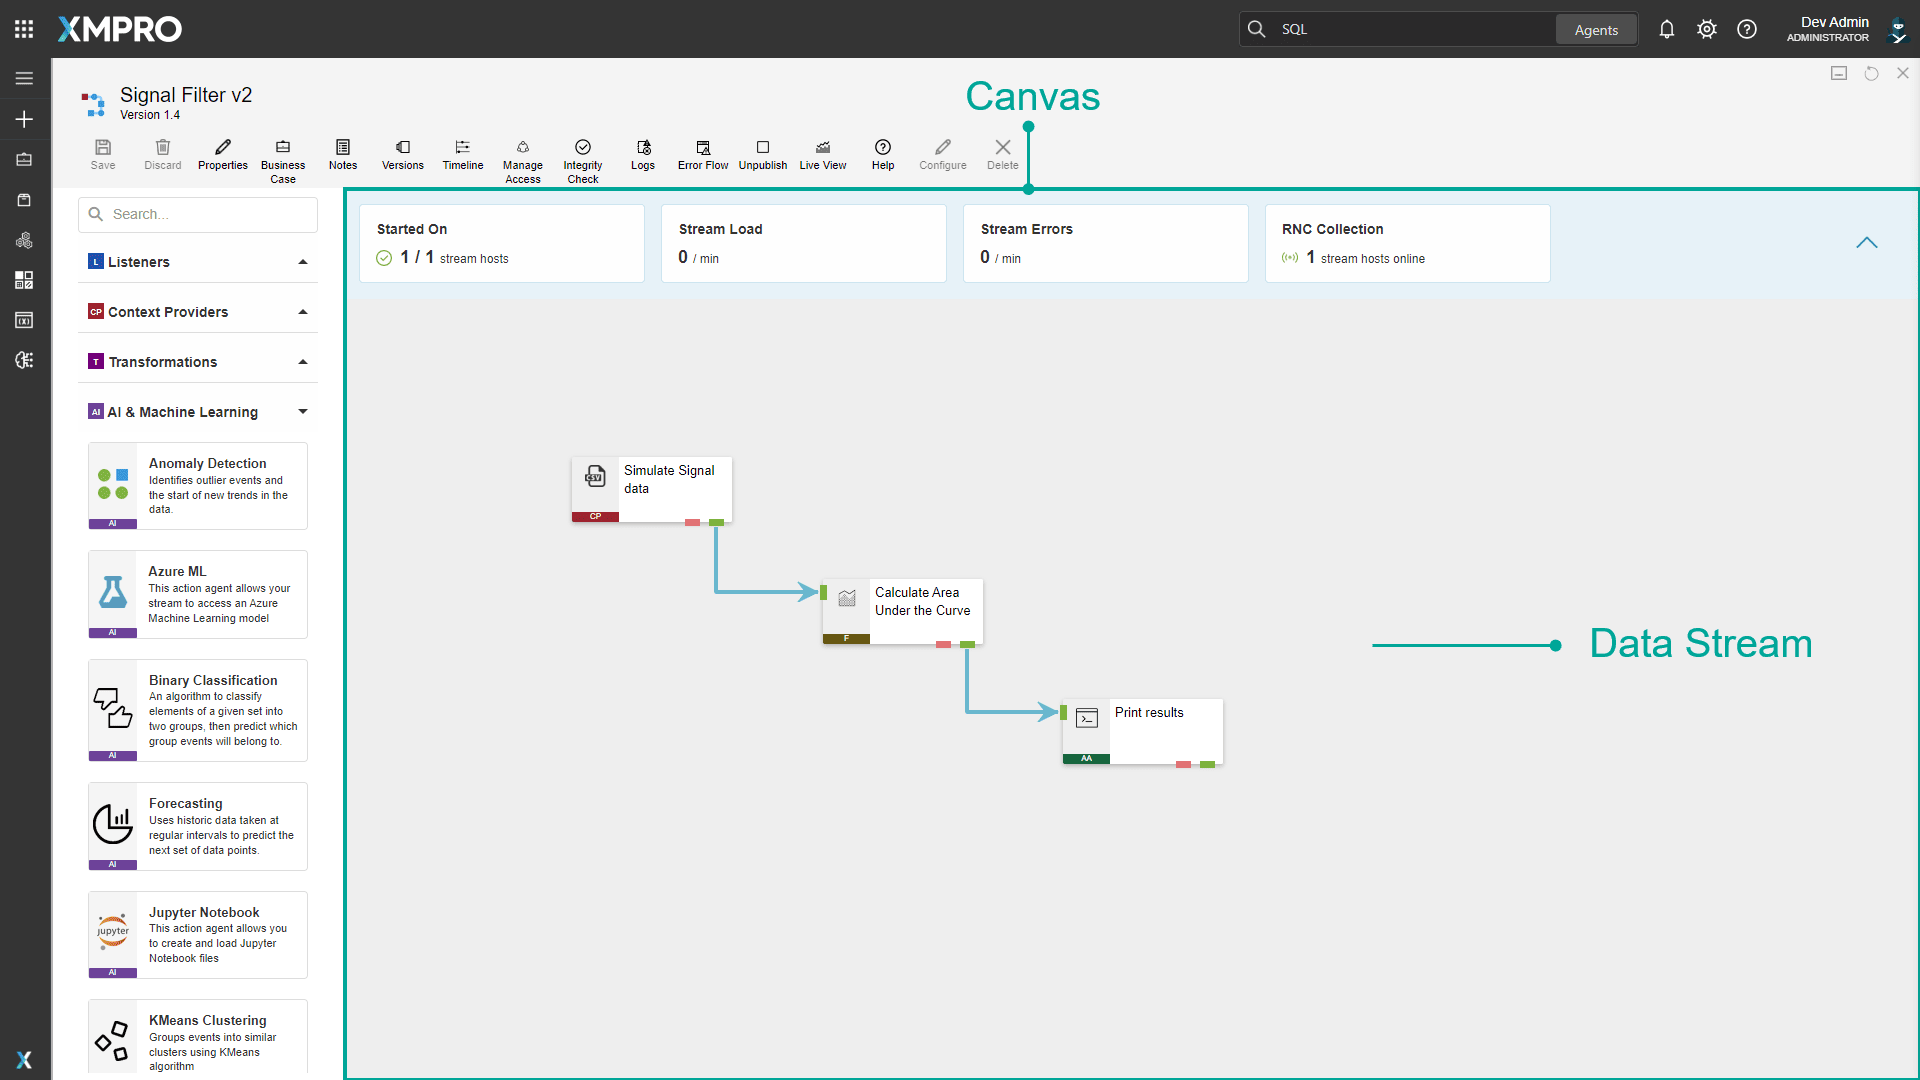 XMPRO
SQL
Agents
Dev Admin
ADMINISTRATOR
Signal Filter v2
Version 1.4
Canvas
Save
Discard
Properties
Business
Case
Notes
Versions
Timeline
Manage
Access
Integrity
Check
Logs
Error Flow
Unpublish
Live View
Help
Configure
Delete
Search...
L Listeners
CP Context Providers
T Transformations
AI AI & Machine Learning
Anomaly Detection
Identifies outlier events and
the start of new trends in the
data.
AI
Azure ML
This action agent allows your
stream to access an Azure
Machine Learning model
AI
Binary Classification
An algorithm to classify
elements of a given set into
two groups, then predict which
group events will belong to.
AI
Forecasting
Uses historic data taken at
regular intervals to predict the
next set of data points.
AI
Jupyter Notebook
This action agent allows you
to create and load Jupyter
Notebook files
jupyter
AI
KMeans Clustering
Groups events into similar
clusters using KMeans
algorithm
X
Started On
1 / 1 stream hosts
Stream Load
0 / min
Stream Errors
0 / min
RNC Collection
1 stream hosts online
Simulate Signal
data
CSV
CP
Calculate Area
Under the Curve
F
Print results
AA
Data Stream